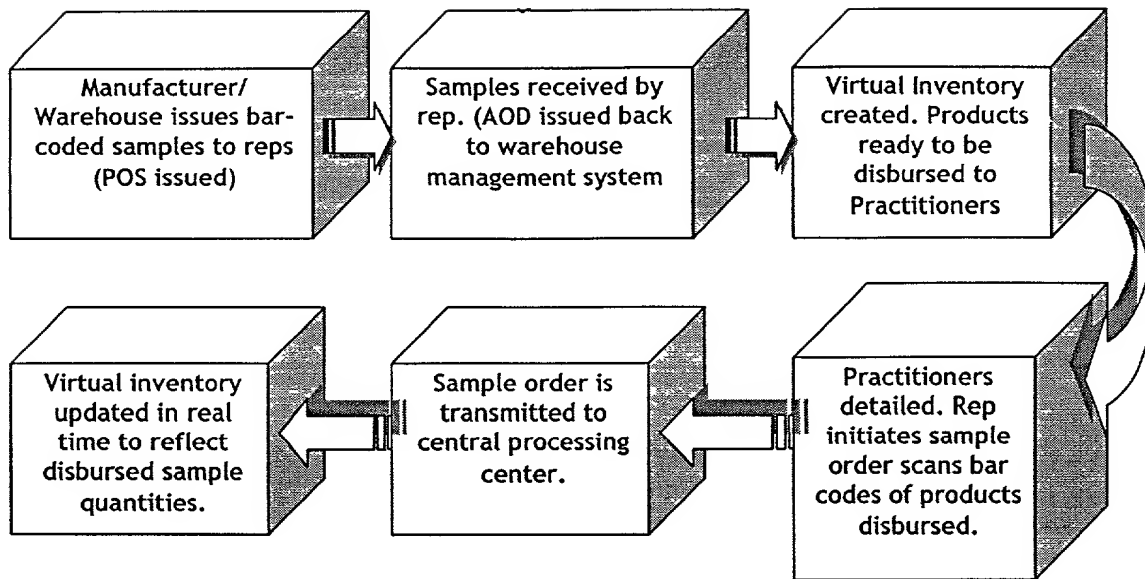 Manufacturer/
Warehouse issues bar-
coded samples to reps
(POS issued)
Samples received by
rep. (AOD issued back
to warehouse
management system
Virtual Inventory
created. Products
ready to be
disbursed to
Practitioners
Practitioners
detailed. Rep
initiates sample
order scans bar
codes of products
disbursed.
Sample order is
transmitted to
central processing
center.
Virtual inventory
updated in real
time to reflect
disbursed sample
quantities.